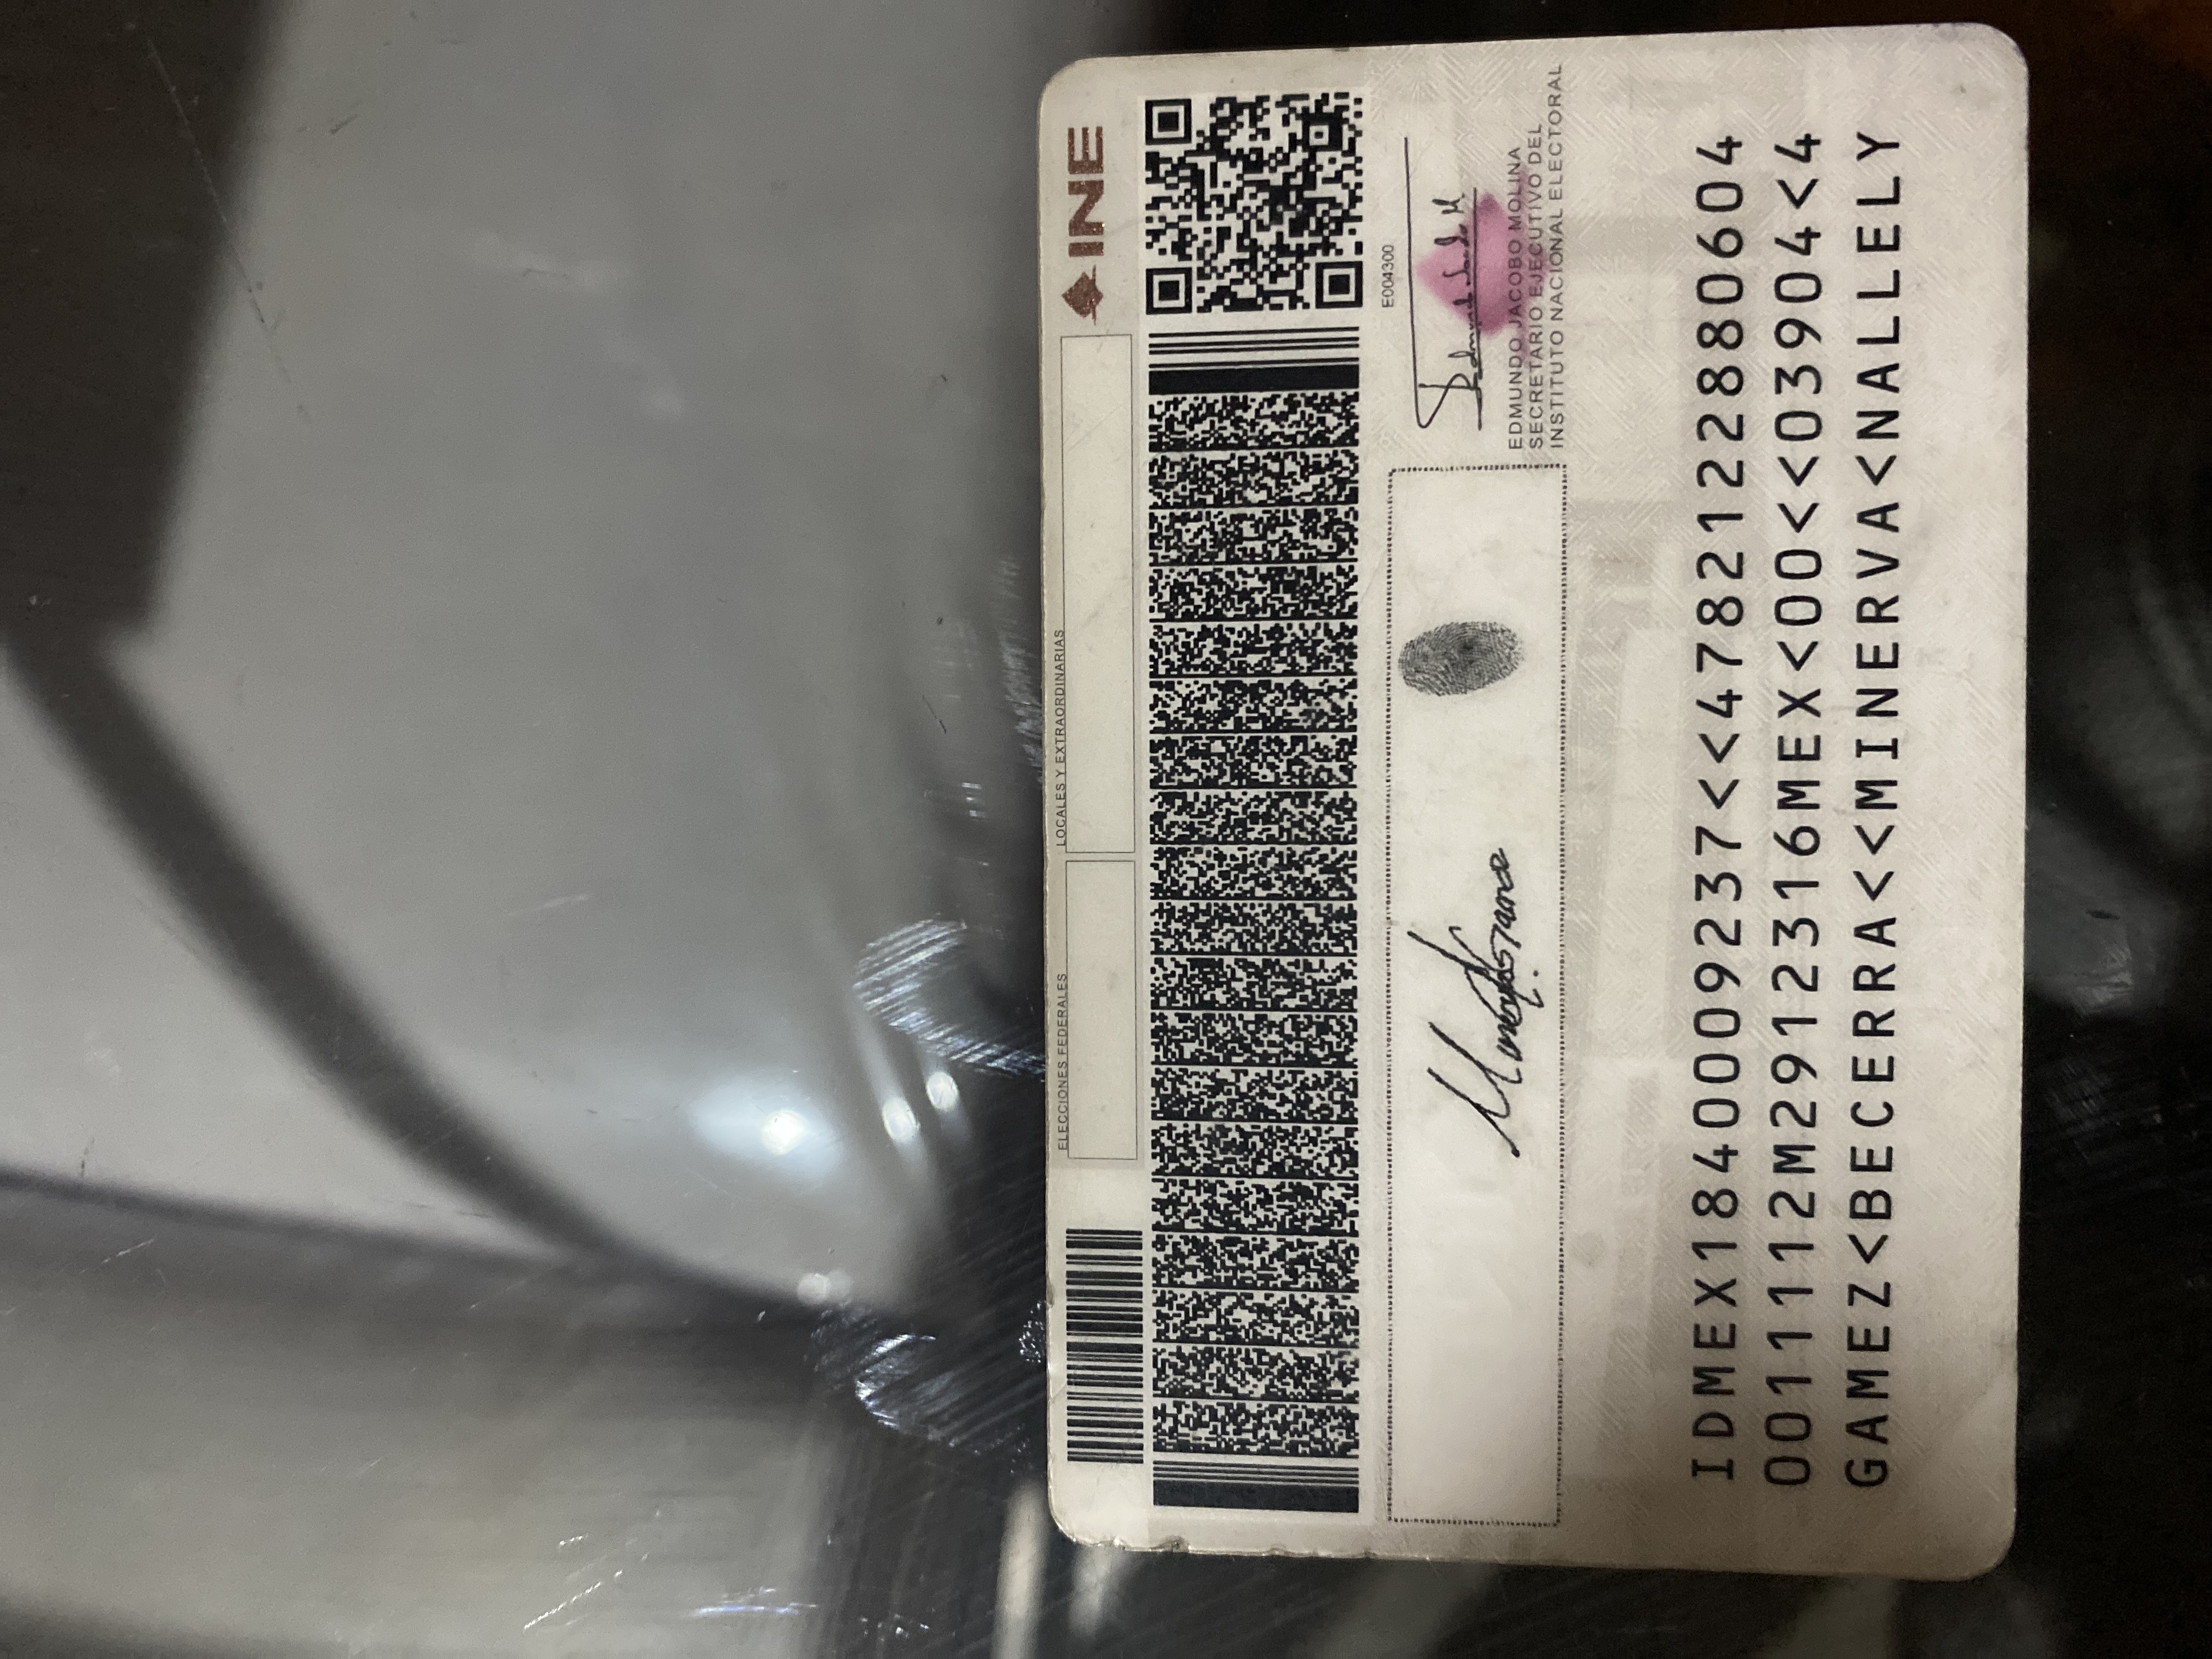 INE
ELECCIONES FEDERALES
LOCALES Y EXTRAORDINARIAS
E004300
EDMUNDO JACOBO MOLINA
SECRETARIO EJECUTIVO DEL
INSTITUTO NACIONAL ELECTORAL
IDMEX1840009237<<4782122880604
0011112M2912316MEX<00<<03904<4
GAMEZ<BECERRA<<MINERVA<NALLELY